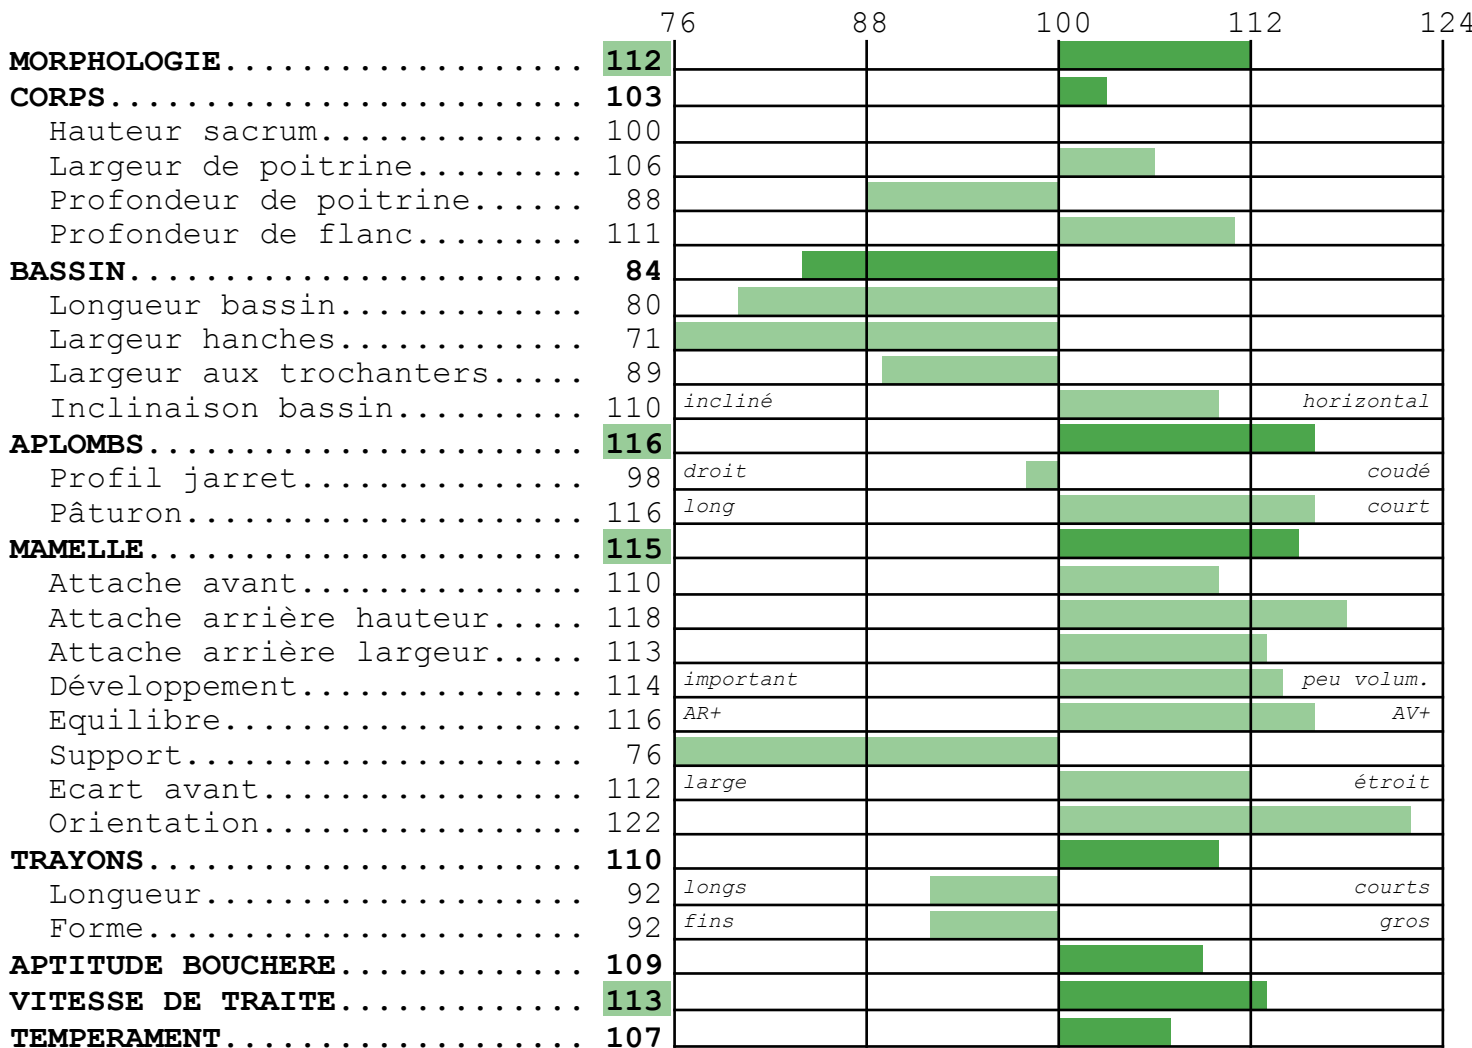 76 88 100 112 124
MORPHOLOGIE................... 112
CORPS......................... 103
Hauteur sacrum.............. 100
Largeur de poitrine......... 106
Profondeur de poitrine...... 88
Profondeur de flanc......... 111
BASSIN........................ 84
Longueur bassin............. 80
Largeur hanches............. 71
Largeur aux trochanters..... 89
Inclinaison bassin.......... 110 incliné horizontal
APLOMBS....................... 116
Profil jarret............... 98 droit coudé
Pâturon..................... 116 long court
MAMELLE....................... 115
Attache avant............... 110
Attache arrière hauteur..... 118
Attache arrière largeur..... 113
Développement............... 114 important peu volum.
Equilibre................... 116 AR+ AV+
Support..................... 76
Ecart avant................. 112 large étroit
Orientation................. 122
TRAYONS....................... 110
Longueur.................... 92 longs courts
Forme....................... 92 fins gros
APTITUDE BOUCHERE............. 109
VITESSE DE TRAITE............. 113
TEMPERAMENT................... 107